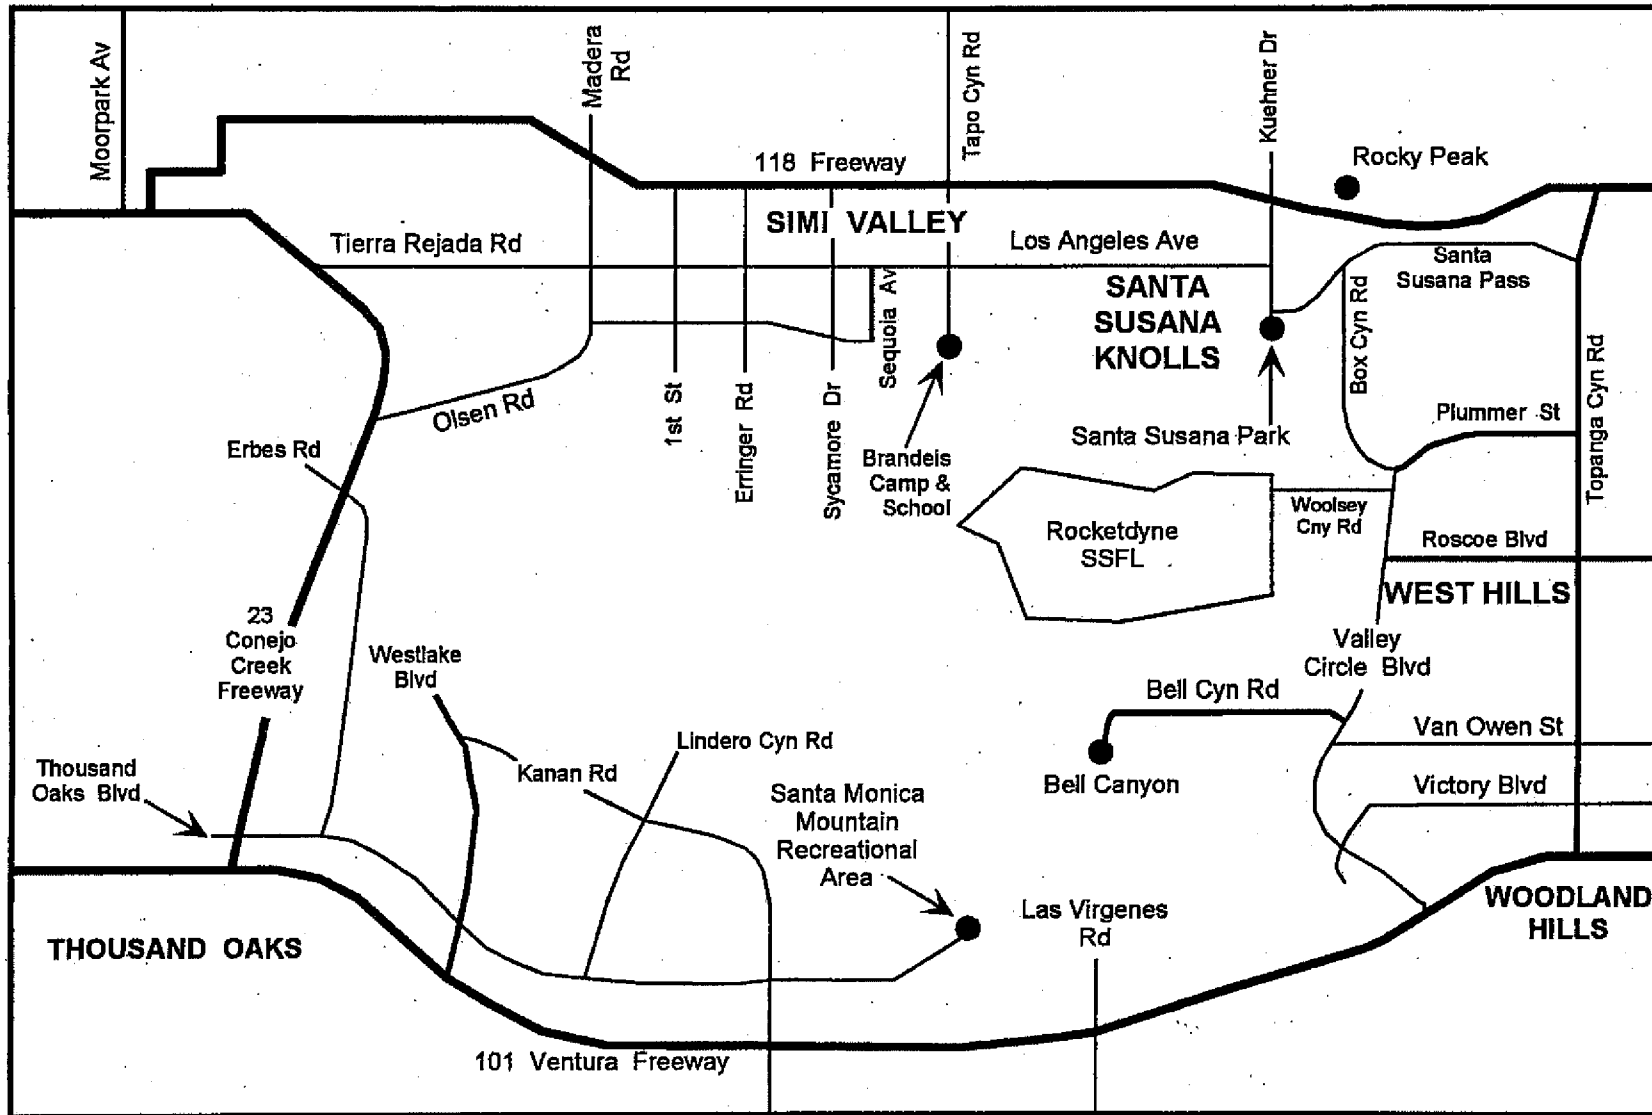 Moorpark Av
Madera
Rd
Tapo Cyn Rd
Kuehner Dr
Rocky Peak
118 Freeway
SIMI VALLEY
Tierra Rejada Rd
Los Angeles Ave
Santa
Susana Pass
SANTA
SUSANA
KNOLLS
Sequoia Av
Box Cyn Rd
Topanga Cyn Rd
Olsen Rd
1st St
Erringer Rd
Sycamore Dr
Plummer St
Santa Susana Park
Erbes Rd
Brandeis
Camp &
School
Woolsey
Cny Rd
Rocketdyne
SSFL
Roscoe Blvd
WEST HILLS
23
Conejo
Creek
Freeway
Westlake
Blvd
Valley
Circle Blvd
Bell Cyn Rd
Van Owen St
Lindero Cyn Rd
Kanan Rd
Thousand
Oaks Blvd
Bell Canyon
Victory Blvd
Santa Monica
Mountain
Recreational
Area
Las Virgenes
Rd
WOODLAND
HILLS
THOUSAND OAKS
101 Ventura Freeway